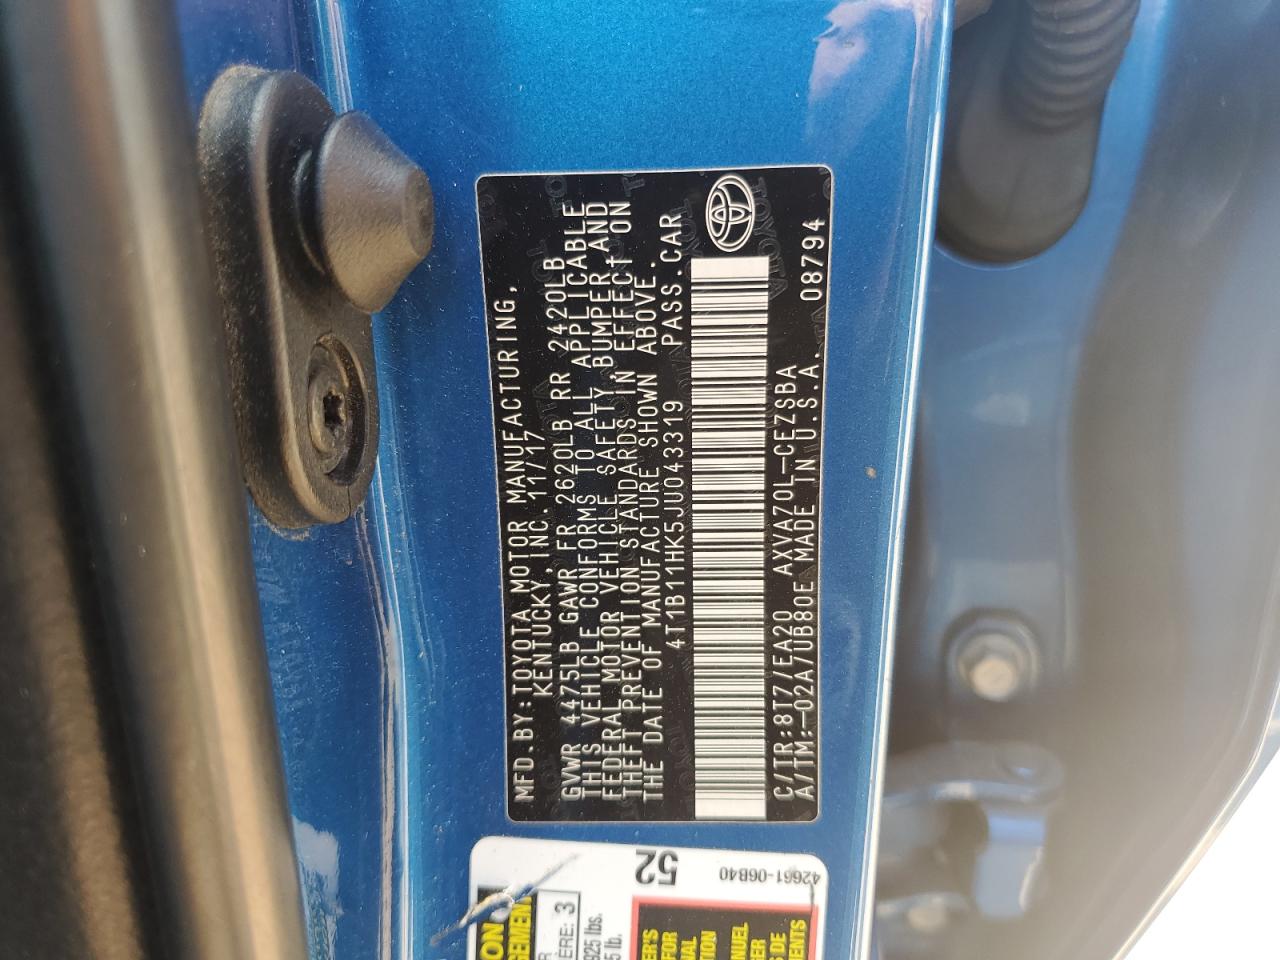 MFD.BY:TOYOTA MOTOR MANUFACTURING,
KENTUCKY, INC. 11/17
GVWR 4475LB GAWR FR 2620LB RR 2420LB
THIS VEHICLE CONFORMS TO ALL APPLICABLE
FEDERAL MOTOR VEHICLE SAFETY, BUMPER, AND
THEFT PREVENTION STANDARDS IN EFFECT ON
THE DATE OF MANUFACTURE SHOWN ABOVE.
4T1B11HK5JU043319 PASS.CAR
C/TR:8T7/EA20 AXVA70L-CEZSBA
A/TM:-02A/UB80E MADE IN U.S.A. 08794
52
42661-06B40
3